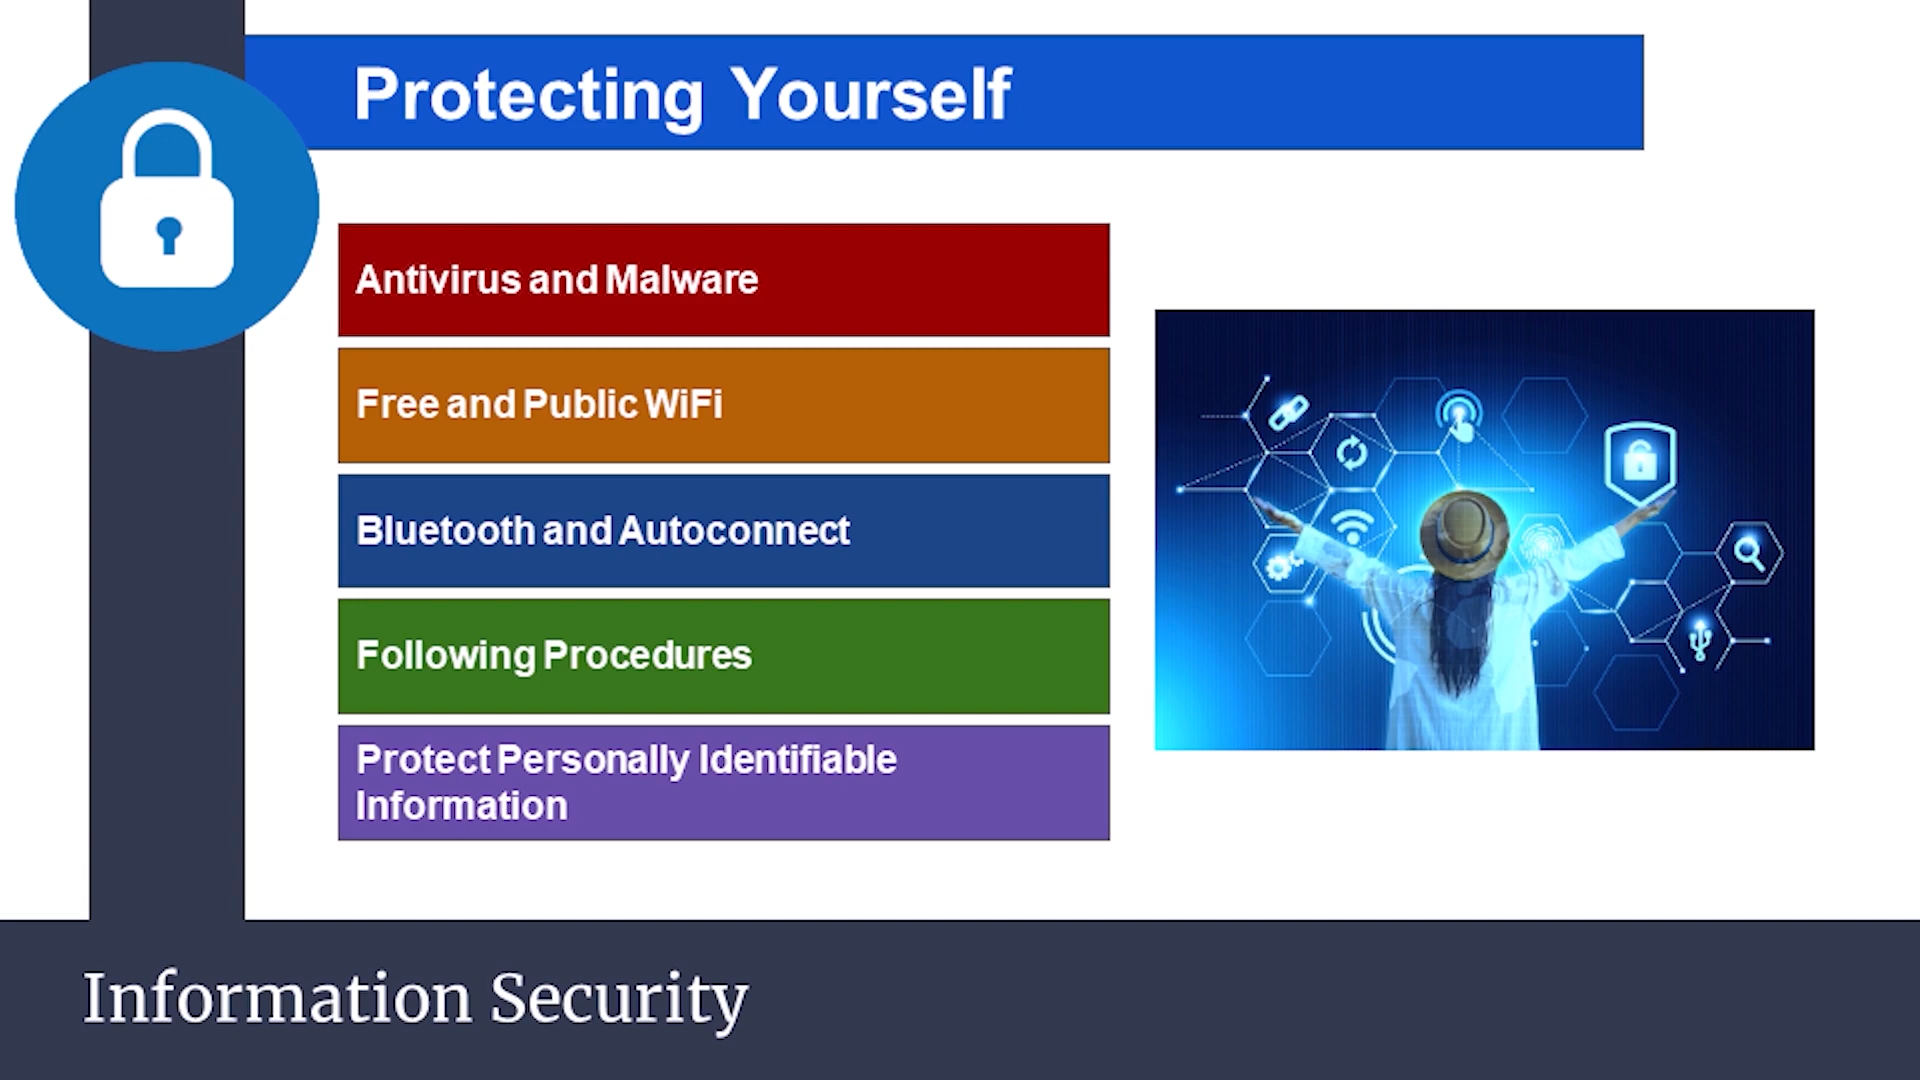 Protecting Yourself
Antivirus and Malware
Free and Public WiFi
Bluetooth and Autoconnect
Following Procedures
Protect Personally Identifiable
Information
Information Security